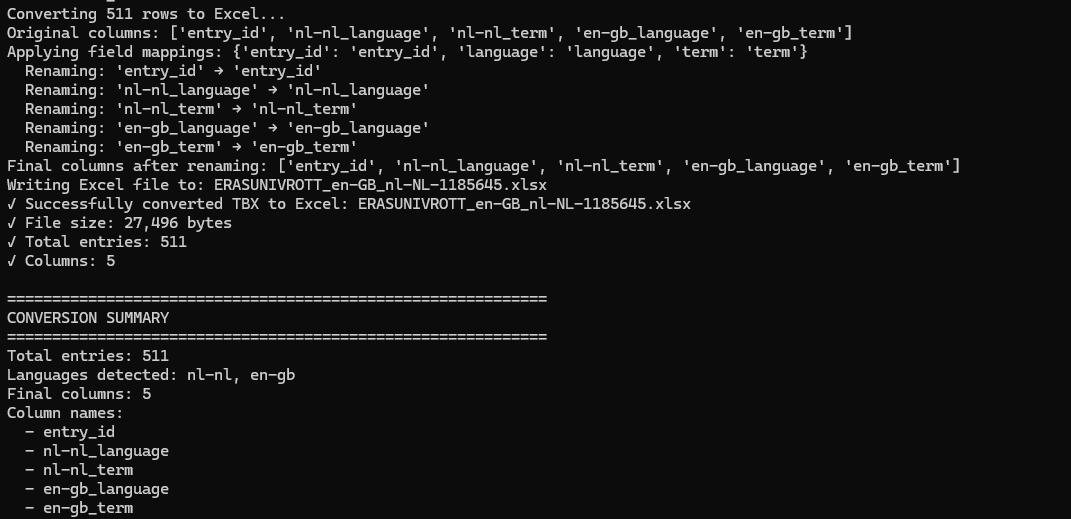 Converting 511 rows to Excel...
Original columns: ['entry_id', 'nl-nl_language', 'nl-nl_term', 'en-gb_language', 'en-gb_term']
Applying field mappings: {'entry_id': 'entry_id', 'language': 'language', 'term': 'term'}
  Renaming: 'entry_id' → 'entry_id'
  Renaming: 'nl-nl_language' → 'nl-nl_language'
  Renaming: 'nl-nl_term' → 'nl-nl_term'
  Renaming: 'en-gb_language' → 'en-gb_language'
  Renaming: 'en-gb_term' → 'en-gb_term'
Final columns after renaming: ['entry_id', 'nl-nl_language', 'nl-nl_term', 'en-gb_language', 'en-gb_term']
Writing Excel file to: ERASUNIVROTT_en-GB_nl-NL-1185645.xlsx
✓ Successfully converted TBX to Excel: ERASUNIVROTT_en-GB_nl-NL-1185645.xlsx
✓ File size: 27,496 bytes
✓ Total entries: 511
✓ Columns: 5

============================================================
CONVERSION SUMMARY
============================================================
Total entries: 511
Languages detected: nl-nl, en-gb
Final columns: 5
Column names:
  - entry_id
  - nl-nl_language
  - nl-nl_term
  - en-gb_language
  - en-gb_term